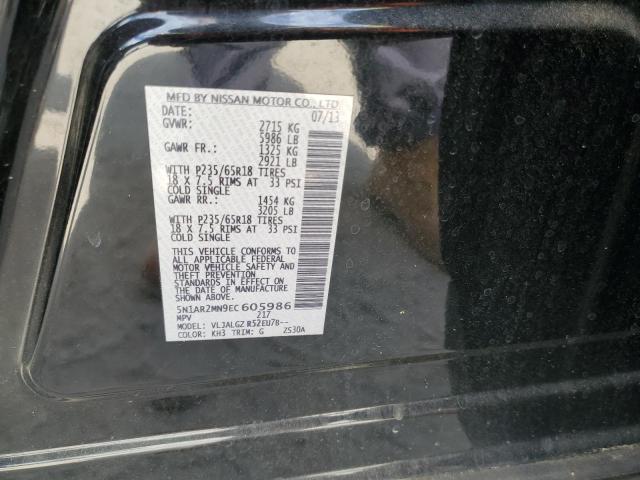 MFD BY NISSAN MOTOR CO., LTD
DATE: 07/13
GVWR: 2715 KG
5986 LB
GAWR FR: 1325 KG
2921 LB
WITH P235/65R18 TIRES
18 X 7.5 RIMS AT 33 PSI
COLD SINGLE
GAWR RR.: 1454 KG
3205 LB
WITH P235/65R18 TIRES
18 X 7.5 RIMS AT 33 PSI
COLD SINGLE
THIS VEHICLE CONFORMS TO
ALL APPLICABLE FEDERAL
MOTOR VEHICLE SAFETY AND
THEFT PREVENTION
STANDARDS IN EFFECT ON
THE DATE OF MANUFACTURE
SHOWN ABOVE.
5N1AR2MN9EC605986
MPV 217
MODEL: VLJALGZ R52EU7B--
COLOR: KH3 TRIM: G ZS30A